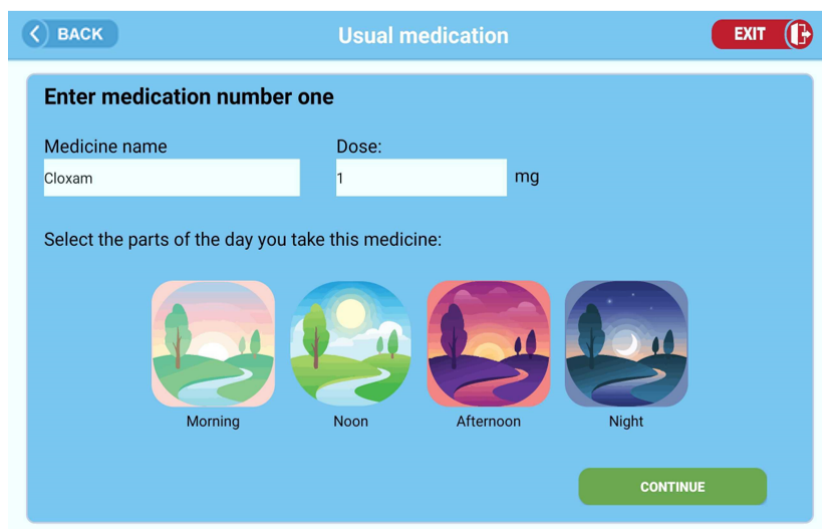 BACK
Usual medication
EXIT
Enter medication number one
Medicine name
Dose:
Cloxam
1
mg
Select the parts of the day you take this medicine:
Morning
Noon
Afternoon
Night
CONTINUE